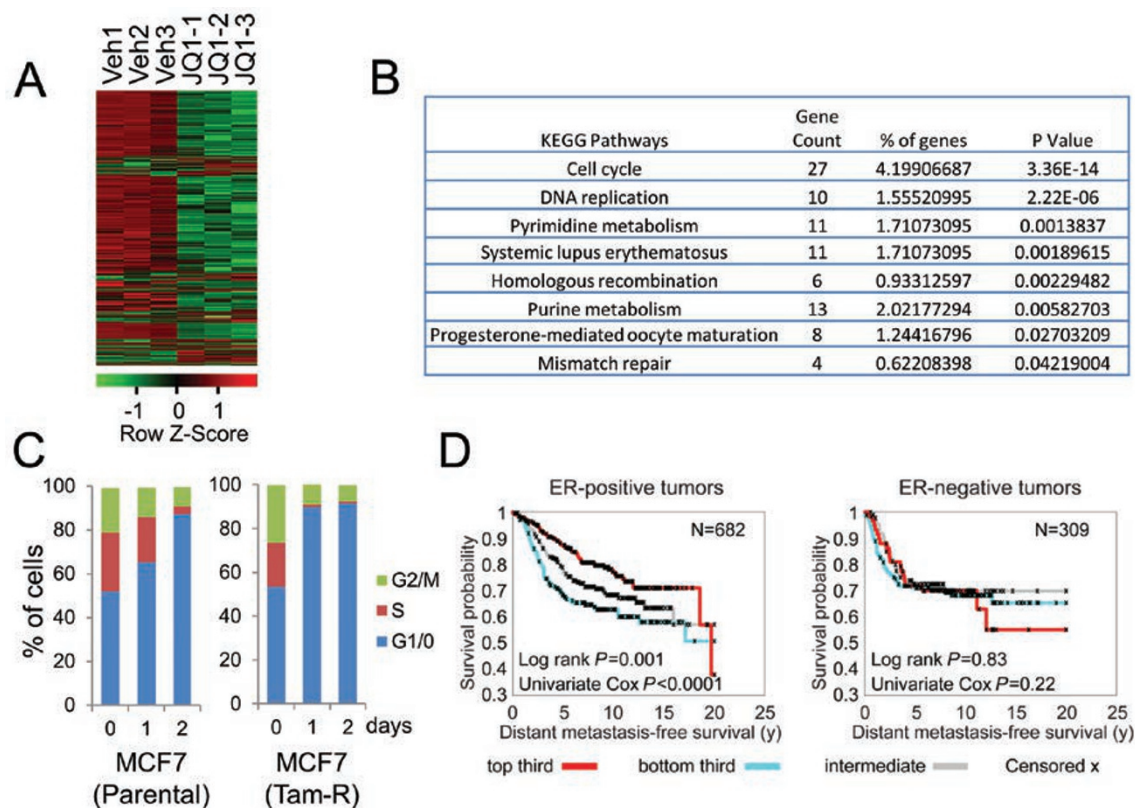 A
Veh1 Veh2 Veh3 JQ1-1 JQ1-2 JQ1-3
-1 0 1
Row Z-Score
B
KEGG Pathways Gene Count % of genes P Value
Cell cycle 27 4.19906687 3.36E-14
DNA replication 10 1.55520995 2.22E-06
Pyrimidine metabolism 11 1.71073095 0.0013837
Systemic lupus erythematosus 11 1.71073095 0.00189615
Homologous recombination 6 0.93312597 0.00229482
Purine metabolism 13 2.02177294 0.00582703
Progesterone-mediated oocyte maturation 8 1.24416796 0.02703209
Mismatch repair 4 0.62208398 0.04219004
C
% of cells
100
80
60
40
20
0
0 1 2
MCF7
(Parental)
100
80
60
40
20
0
0 1 2 days
MCF7
(Tam-R)
G2/M
S
G1/0
D
ER-positive tumors
N=682
Survival probability
1
0.9
0.8
0.7
0.6
0.5
0.4
0.3
Log rank P=0.001
Univariate Cox P<0.0001
0 5 10 15 20 25
Distant metastasis-free survival (y)
ER-negative tumors
N=309
Survival probability
1
0.9
0.8
0.7
0.6
0.5
0.4
0.3
Log rank P=0.83
Univariate Cox P=0.22
0 5 10 15 20 25
Distant metastasis-free survival (y)
top third bottom third intermediate Censored x